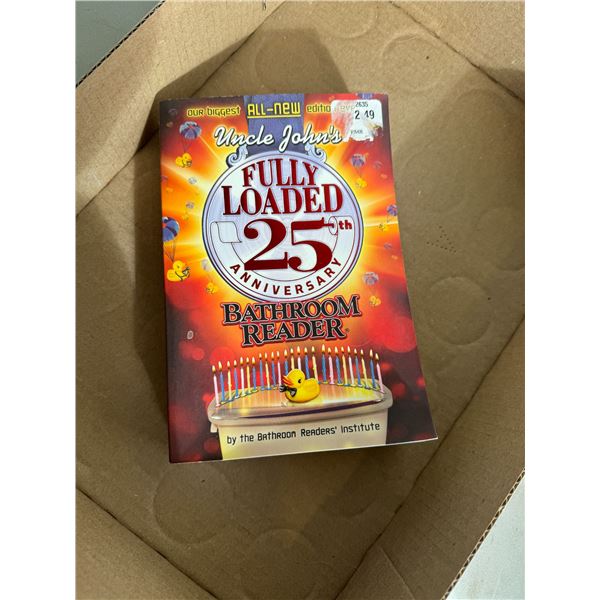 OUR BIGGEST ALL-NEW EDITION
Uncle John's
FULLY
LOADED
25th
ANNIVERSARY
BATHROOM
READER
by the Bathroom Readers' Institute
2635
2.49